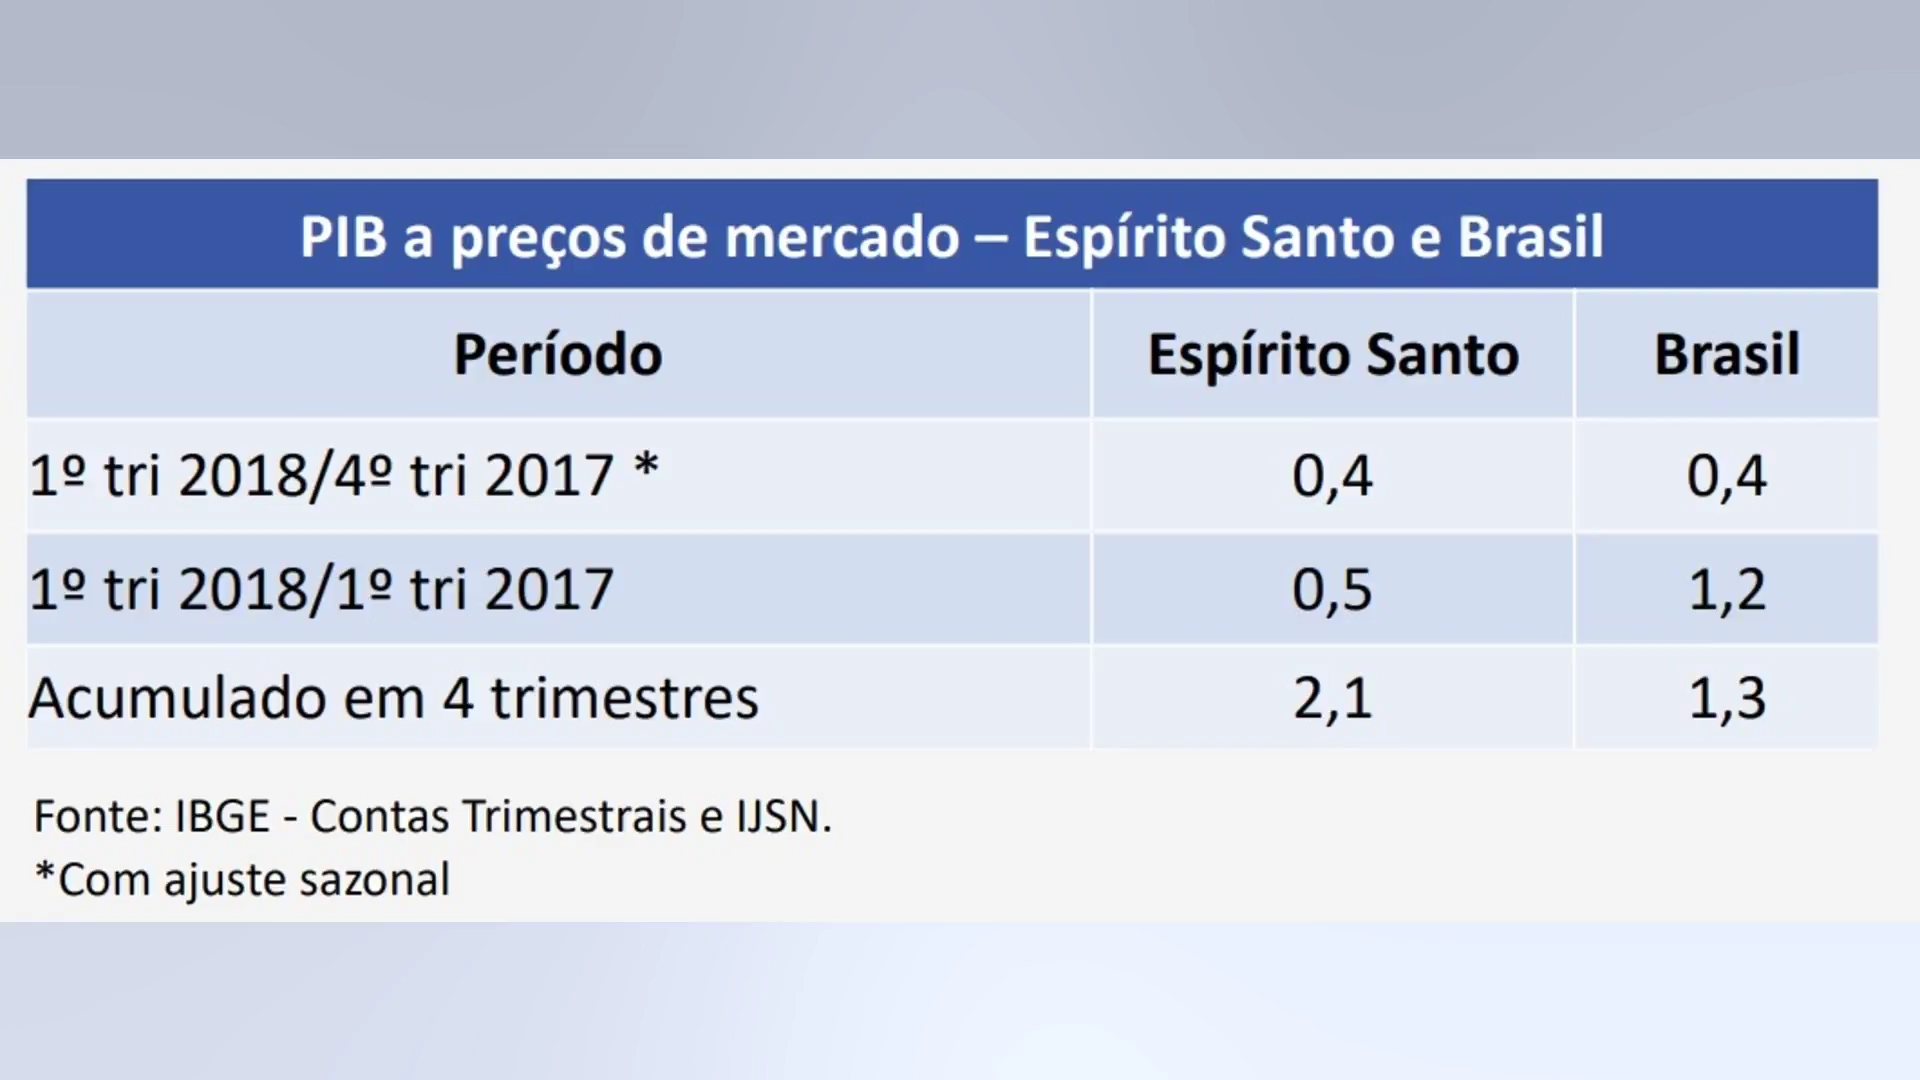 PIB a preços de mercado – Espírito Santo e Brasil
Período Espírito Santo Brasil
1º tri 2018/4º tri 2017 * 0,4 0,4
1º tri 2018/1º tri 2017 0,5 1,2
Acumulado em 4 trimestres 2,1 1,3
Fonte: IBGE - Contas Trimestrais e IJSN.
*Com ajuste sazonal